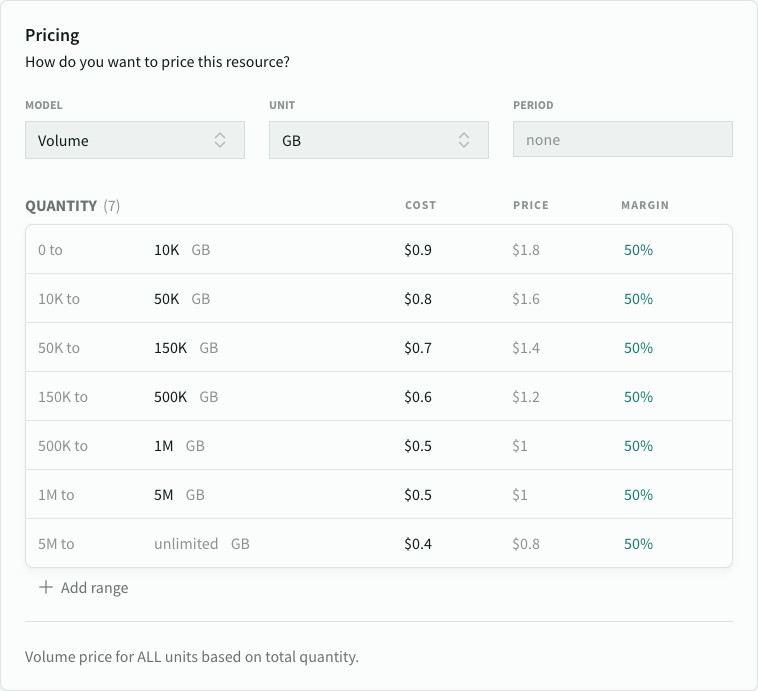 Pricing
How do you want to price this resource?
MODEL UNIT PERIOD
Volume GB none
QUANTITY (7) COST PRICE MARGIN
0 to 10K GB $0.9 $1.8 50%
10K to 50K GB $0.8 $1.6 50%
50K to 150K GB $0.7 $1.4 50%
150K to 500K GB $0.6 $1.2 50%
500K to 1M GB $0.5 $1 50%
1M to 5M GB $0.5 $1 50%
5M to unlimited GB $0.4 $0.8 50%
+ Add range
Volume price for ALL units based on total quantity.